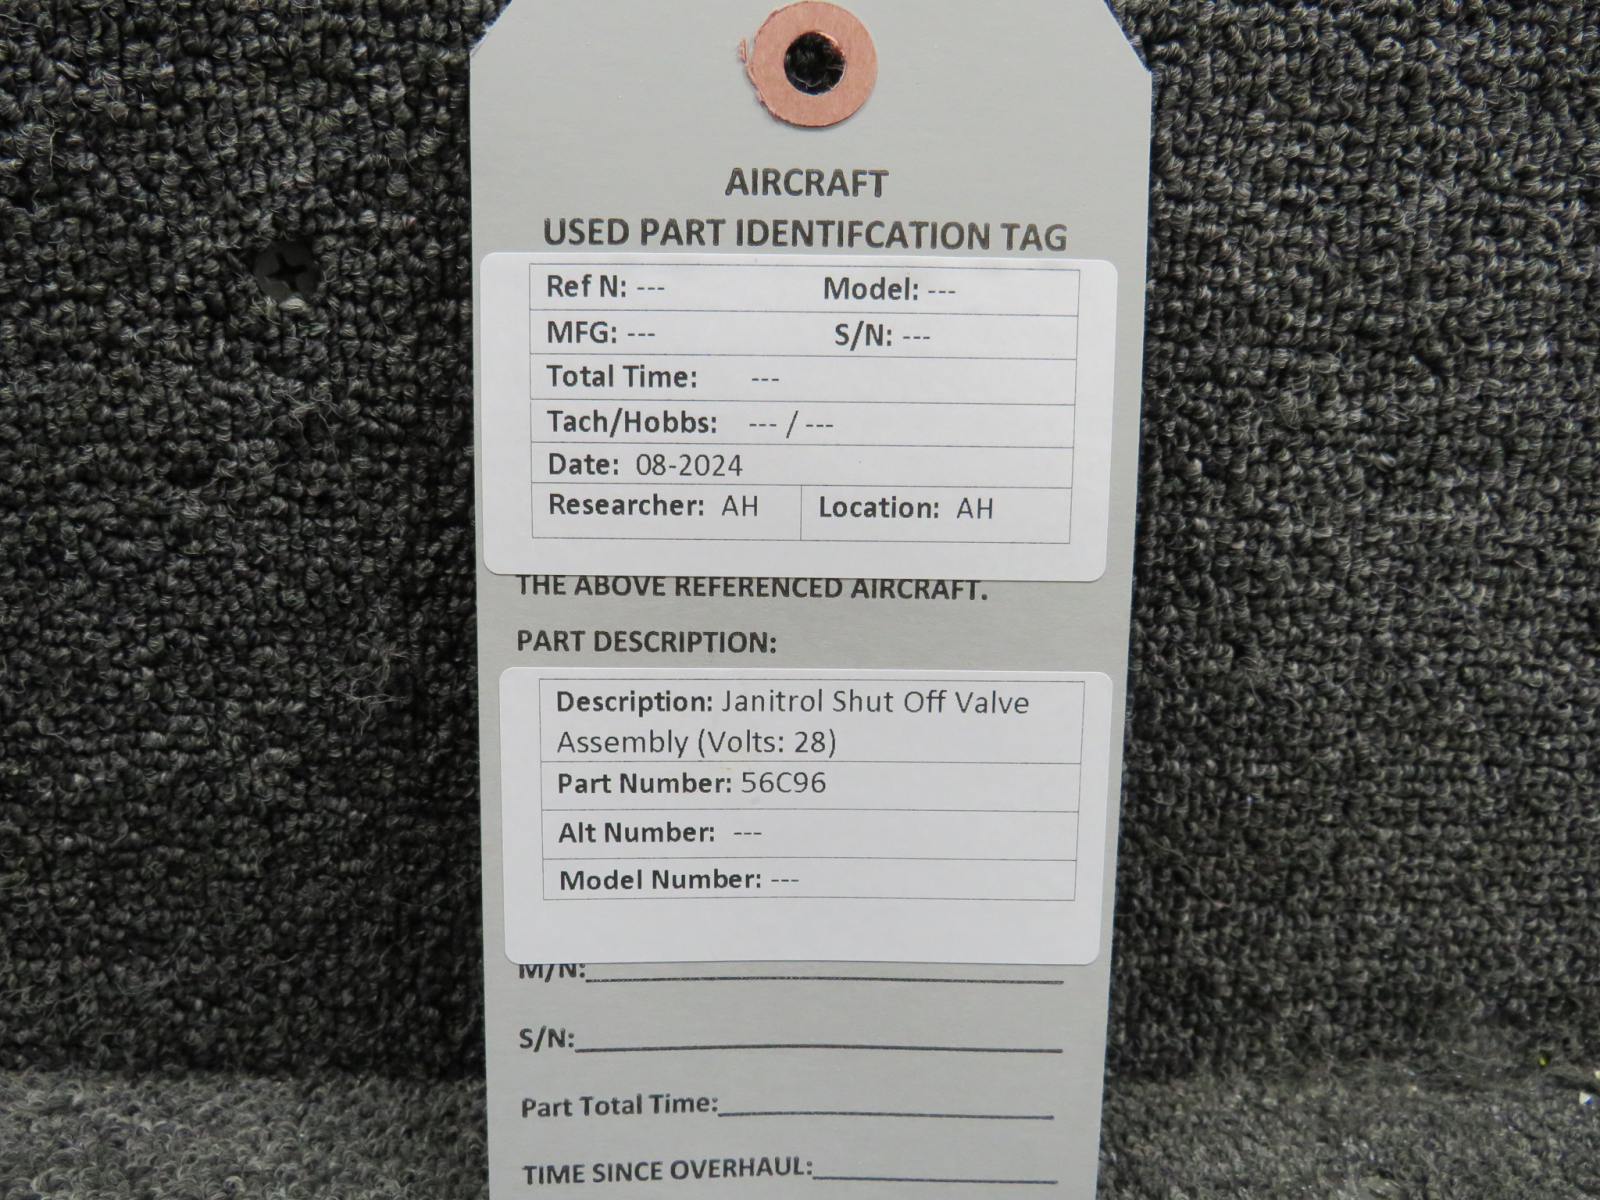 AIRCRAFT
USED PART IDENTIFCATION TAG
Ref N: --- Model: ---
MFG: --- S/N: ---
Total Time: ---
Tach/Hobbs: --- / ---
Date: 08-2024
Researcher: AH Location: AH
THE ABOVE REFERENCED AIRCRAFT.
PART DESCRIPTION:
Description: Janitrol Shut Off Valve
Assembly (Volts: 28)
Part Number: 56C96
Alt Number: ---
Model Number: ---
M/N:
S/N:
Part Total Time:
TIME SINCE OVERHAUL: